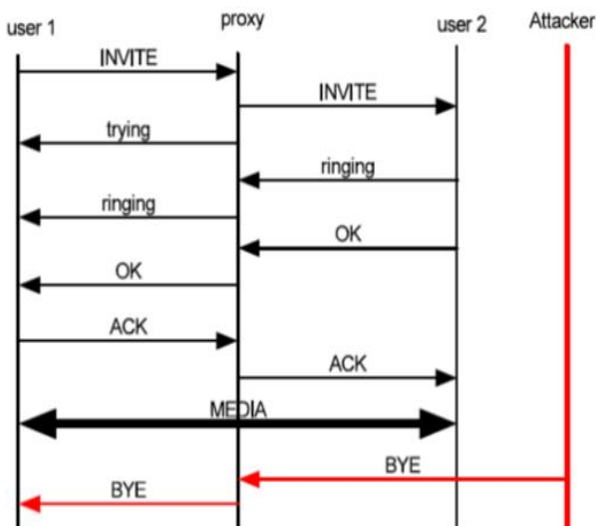 user 1
proxy
user 2
Attacker
INVITE
INVITE
trying
ringing
ringing
OK
OK
ACK
ACK
MEDIA
BYE
BYE